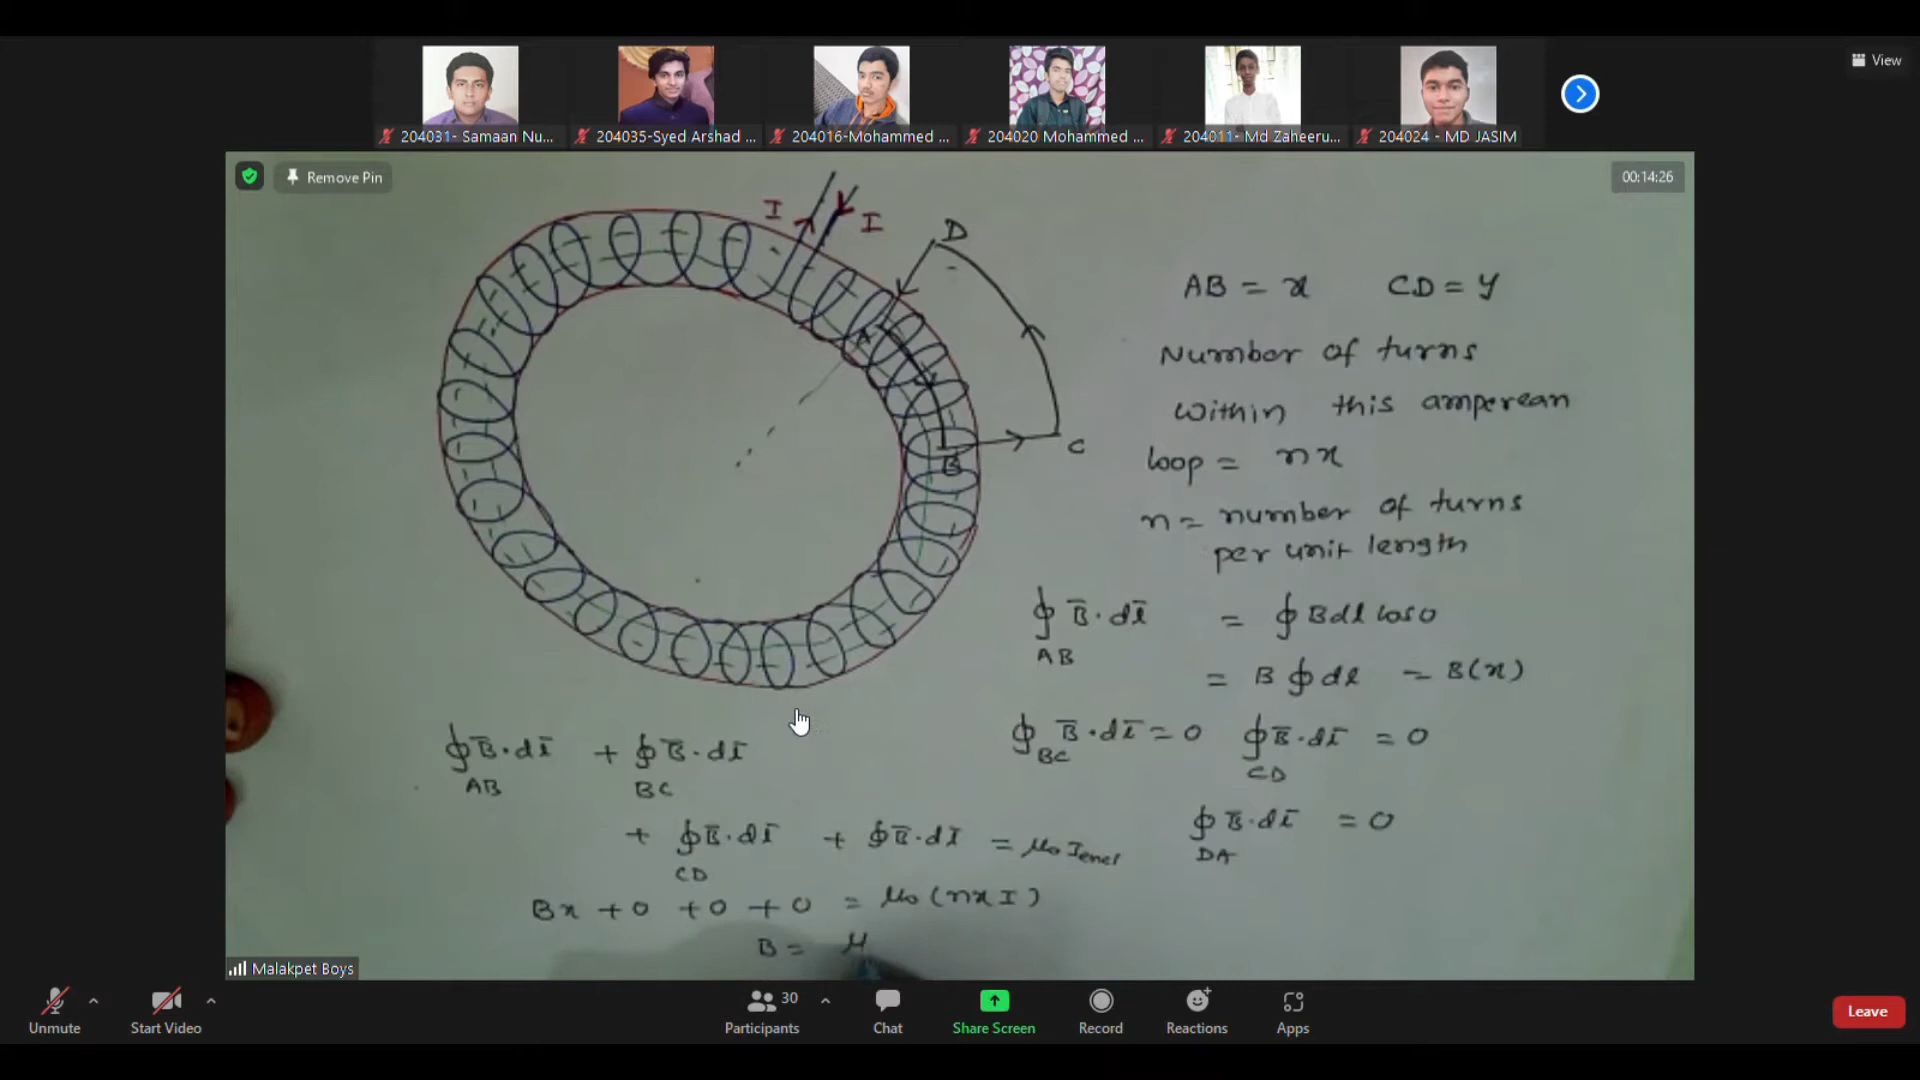 View
204031- Samaan Nu...
204035-Syed Arshad ...
204016-Mohammed ...
204020 Mohammed ...
204011- Md Zaheeru...
204024 - MD JASIM
Remove Pin
00:14:26
I I
D
A
B
C
AB = x CD = y
Number of turns
within this amperean
loop = nx
n = number of turns
per unit length
∮ B̄·dl̄ = ∮ Bdl cos0
AB
= B ∮ dl = B(x)
∮ B̄·dl̄ = 0 ∮ B̄·dl̄ = 0
BC CD
∮ B̄·dl̄ = 0
DA
∮ B̄·dl̄ + ∮ B̄·dl̄
AB BC
+ ∮ B̄·dl̄ + ∮ B̄·dl̄ = μ₀ Iencl
CD
Bx + 0 + 0 + 0 = μ₀ (nx I)
B = μ
Malakpet Boys
Unmute
Start Video
30
Participants
Chat
Share Screen
Record
Reactions
Apps
Leave